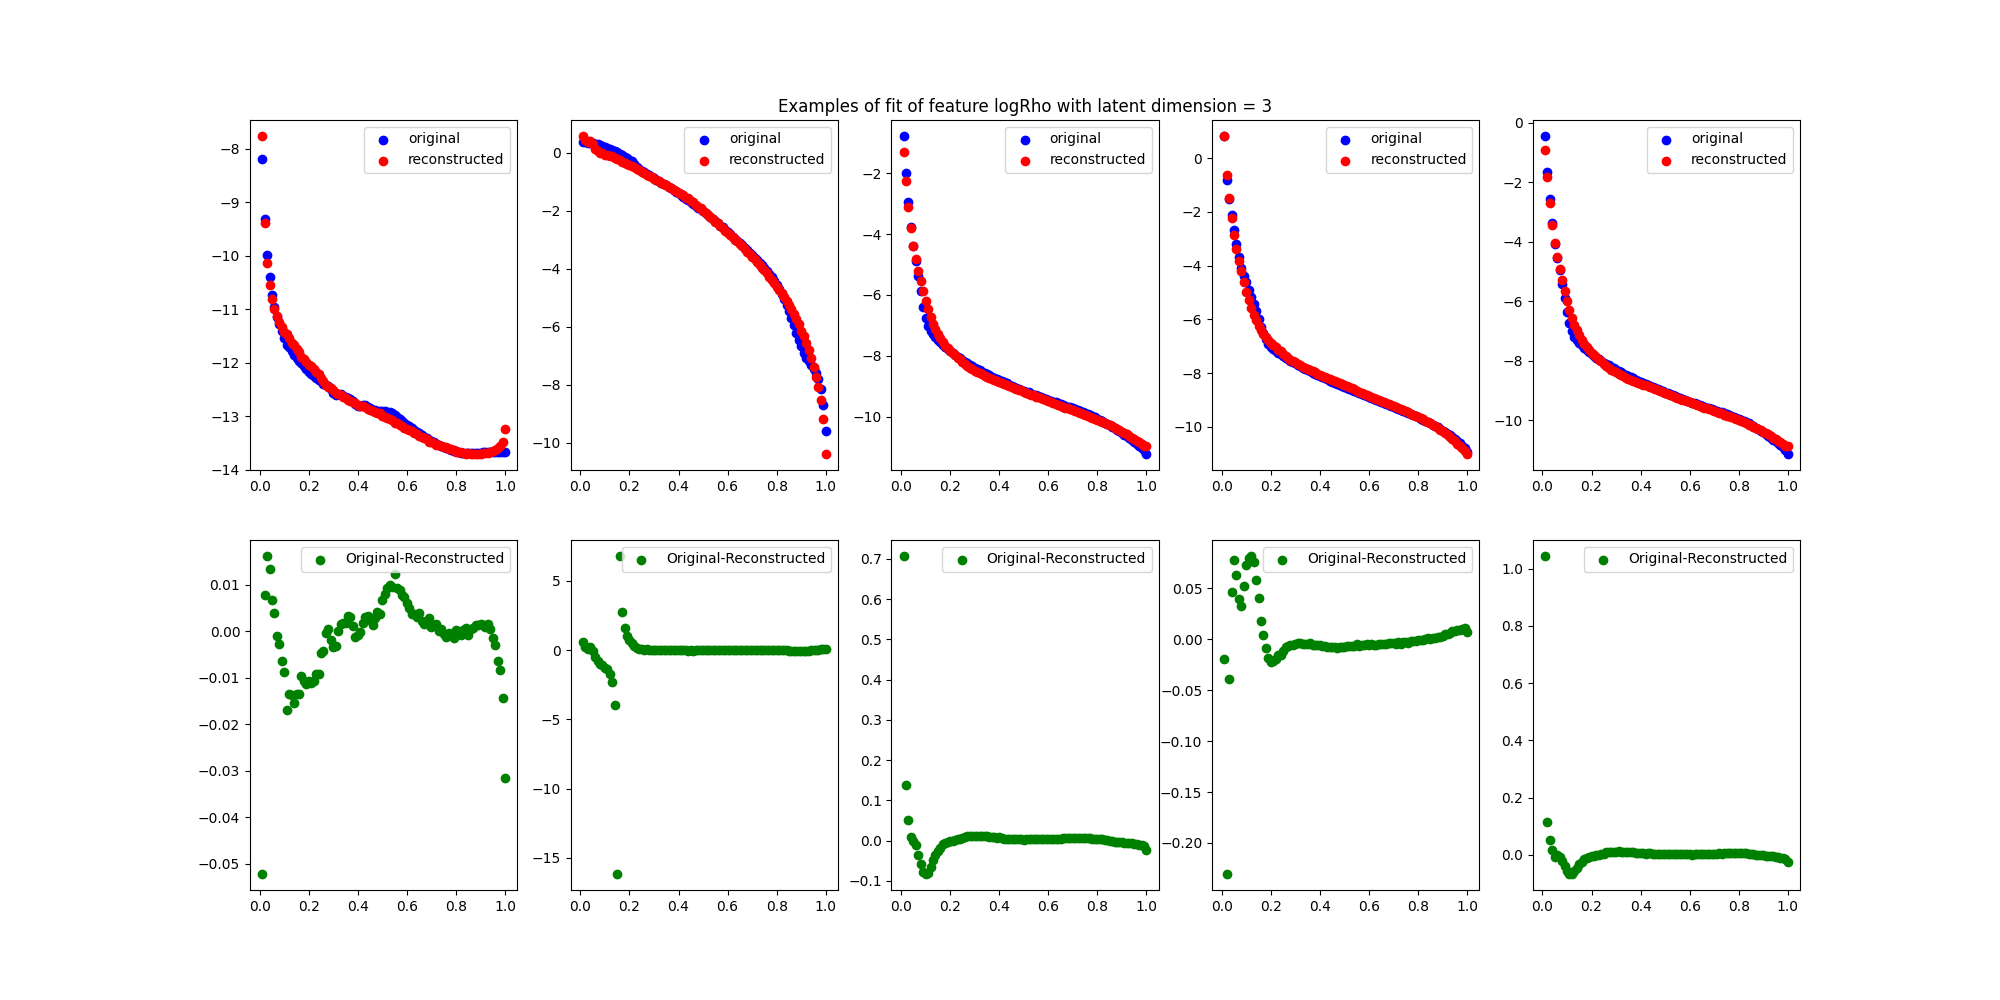 Examples of fit of feature logRho with latent dimension = 3
original
reconstructed
−8
−9
−10
−11
−12
−13
−14
0.0 0.2 0.4 0.6 0.8 1.0
original
reconstructed
0
−2
−4
−6
−8
−10
0.0 0.2 0.4 0.6 0.8 1.0
original
reconstructed
−2
−4
−6
−8
−10
0.0 0.2 0.4 0.6 0.8 1.0
original
reconstructed
0
−2
−4
−6
−8
−10
0.0 0.2 0.4 0.6 0.8 1.0
original
reconstructed
0
−2
−4
−6
−8
−10
0.0 0.2 0.4 0.6 0.8 1.0
Original-Reconstructed
0.01
0.00
−0.01
−0.02
−0.03
−0.04
−0.05
0.0 0.2 0.4 0.6 0.8 1.0
Original-Reconstructed
5
0
−5
−10
−15
0.0 0.2 0.4 0.6 0.8 1.0
Original-Reconstructed
0.7
0.6
0.5
0.4
0.3
0.2
0.1
0.0
−0.1
0.0 0.2 0.4 0.6 0.8 1.0
Original-Reconstructed
0.05
0.00
−0.05
−0.10
−0.15
−0.20
0.0 0.2 0.4 0.6 0.8 1.0
Original-Reconstructed
1.0
0.8
0.6
0.4
0.2
0.0
0.0 0.2 0.4 0.6 0.8 1.0